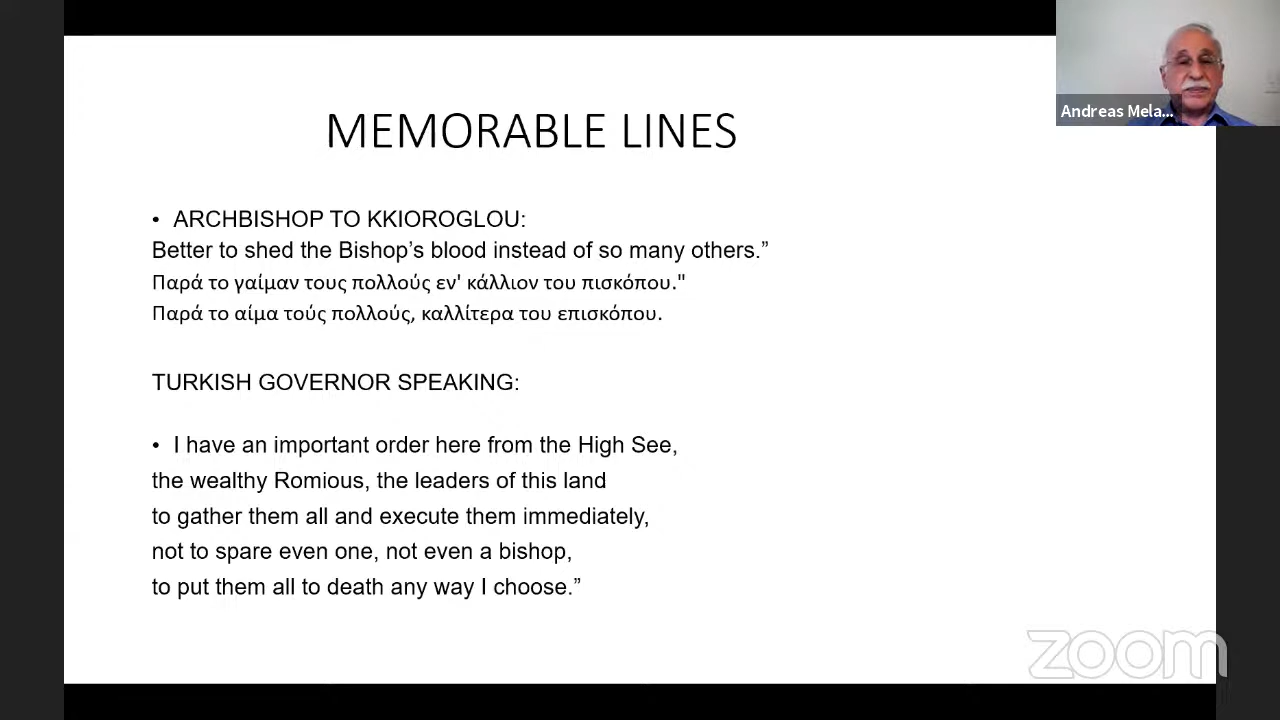 MEMORABLE LINES
• ARCHBISHOP TO KKIOROGLOU:
Better to shed the Bishop’s blood instead of so many others.”
Παρά το γαίμαν τους πολλούς εν' κάλλιον του πισκόπου."
Παρά το αίμα τούς πολλούς, καλλίτερα του επισκόπου.
TURKISH GOVERNOR SPEAKING:
• I have an important order here from the High See,
the wealthy Romious, the leaders of this land
to gather them all and execute them immediately,
not to spare even one, not even a bishop,
to put them all to death any way I choose.”
Andreas Mela...
zoom